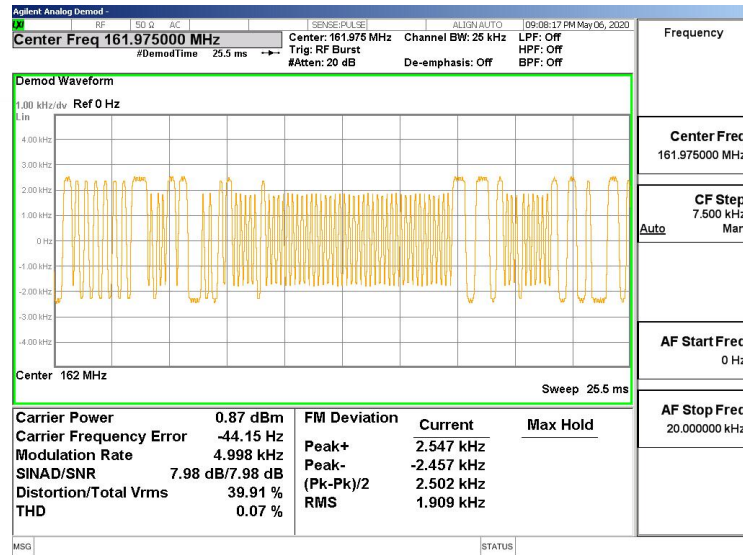 Agilent Analog Demod -
LXI RF 50 Ω AC SENSE:PULSE ALIGN AUTO 09:08:17 PM May 06, 2020
Center Freq 161.975000 MHz
#DemodTime 25.5 ms
Center: 161.975 MHz Channel BW: 25 kHz LPF: Off
Trig: RF Burst HPF: Off
#Atten: 20 dB De-emphasis: Off BPF: Off
Demod Waveform
1.00 kHz/dv Ref 0 Hz
Lin
4.00 kHz
3.00 kHz
2.00 kHz
1.00 kHz
0 Hz
-1.00 kHz
-2.00 kHz
-3.00 kHz
-4.00 kHz
Center 162 MHz
Sweep 25.5 ms
Carrier Power 0.87 dBm
Carrier Frequency Error -44.15 Hz
Modulation Rate 4.998 kHz
SINAD/SNR 7.98 dB/7.98 dB
Distortion/Total Vrms 39.91 %
THD 0.07 %
FM Deviation Current Max Hold
Peak+ 2.547 kHz
Peak- -2.457 kHz
(Pk-Pk)/2 2.502 kHz
RMS 1.909 kHz
MSG STATUS
Frequency
Center Freq
161.975000 MHz
CF Step
7.500 kHz
Auto Man
AF Start Freq
0 Hz
AF Stop Freq
20.000000 kHz